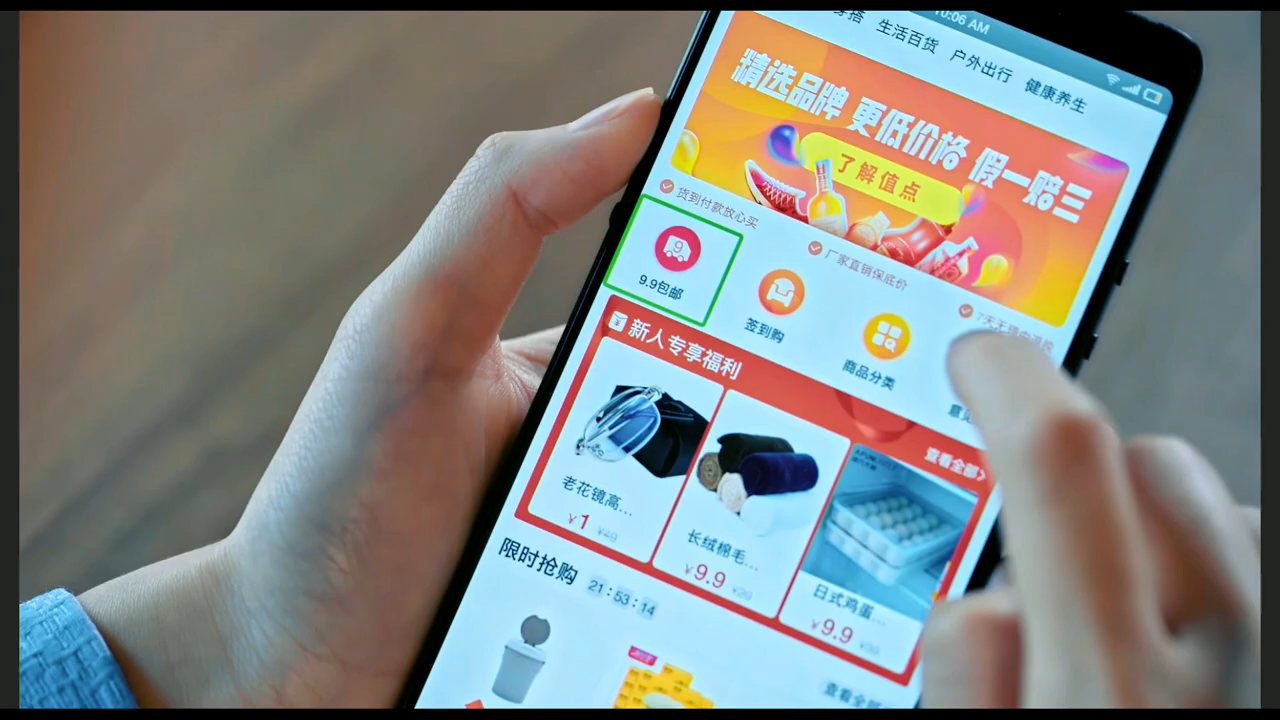 10:06 AM
生活百货 户外出行 健康养生
精选品牌 更低价格 假一赔三
了解值点
货到付款放心买
厂家直销保底价
9
9.9包邮
签到购
商品分类
新人专享福利
查看全部
老花镜高...
¥1 ¥40
长绒棉毛...
¥9.9
日式鸡蛋...
¥9.9
限时抢购 21:53:14
查看全部